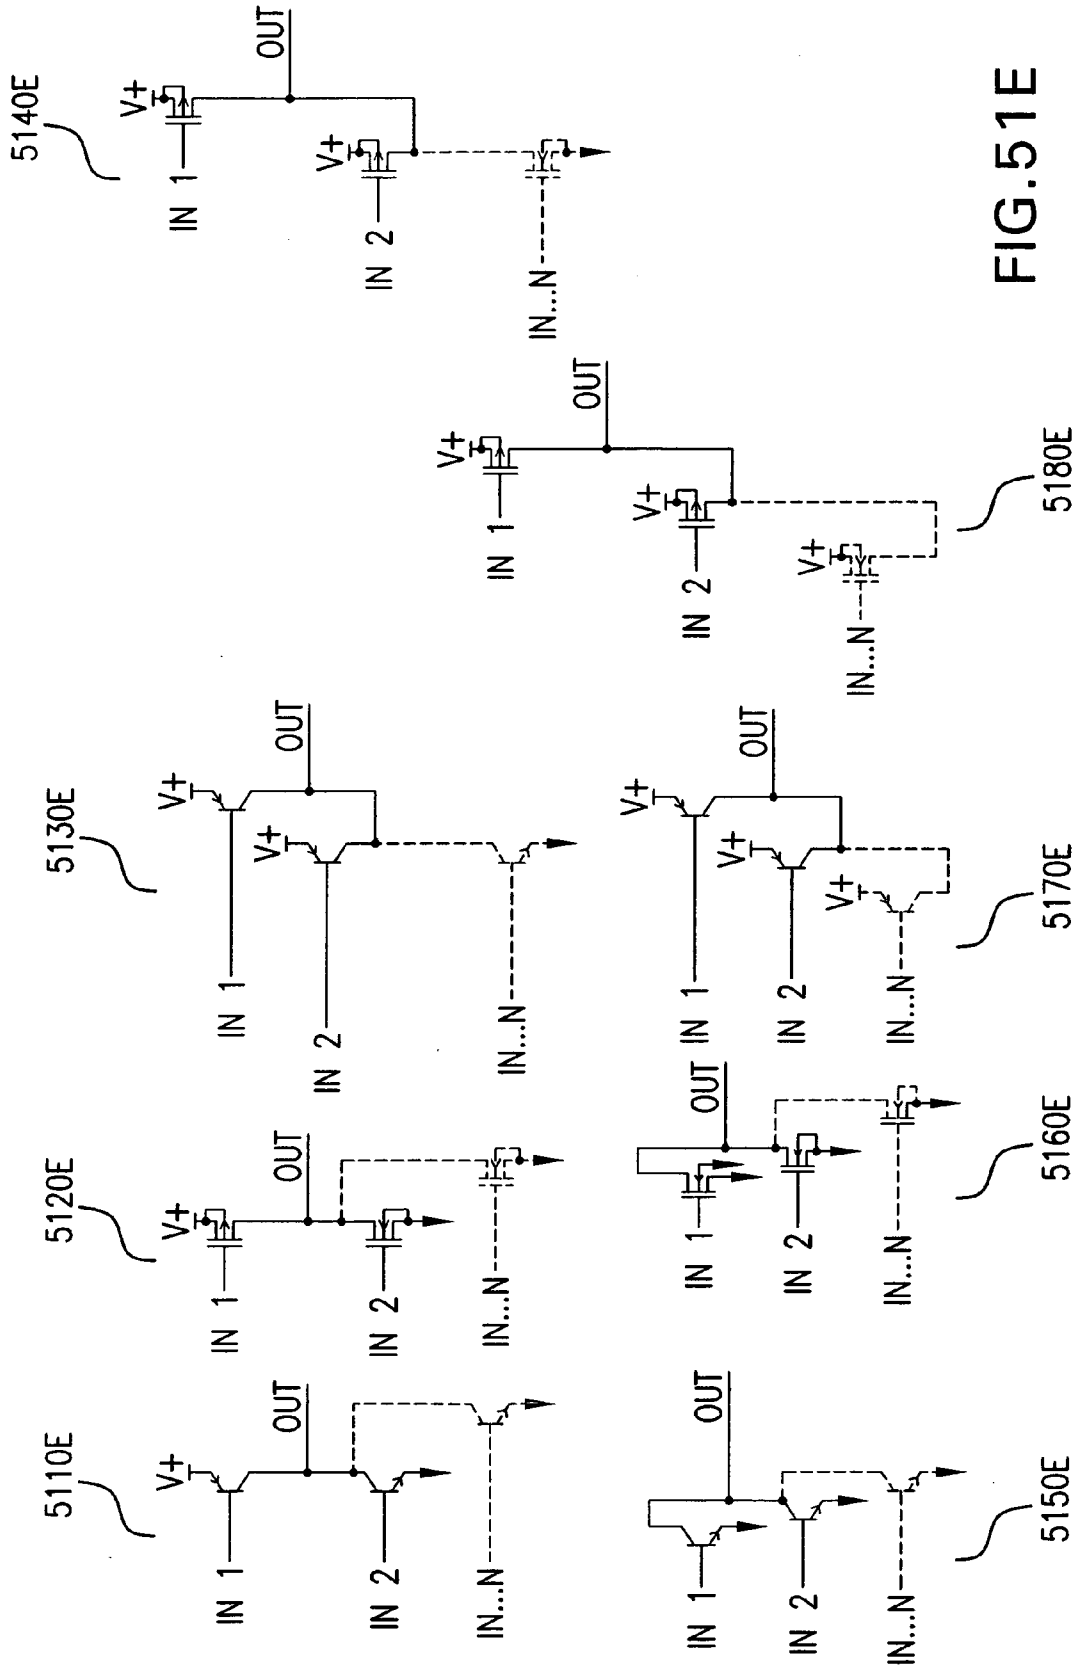 5110E
V+
IN 1
OUT
IN 2
IN...N
5120E
V+
IN 1
OUT
IN 2
IN...N
5130E
V+
IN 1
OUT
V+
IN 2
IN...N
5140E
V+
IN 1
OUT
V+
IN 2
IN...N
5150E
OUT
IN 1
IN 2
IN...N
5160E
OUT
IN 1
IN 2
IN...N
5170E
V+
IN 1
OUT
V+
IN 2
V+
IN...N
5180E
V+
IN 1
OUT
V+
IN 2
V+
IN...N
FIG.51E